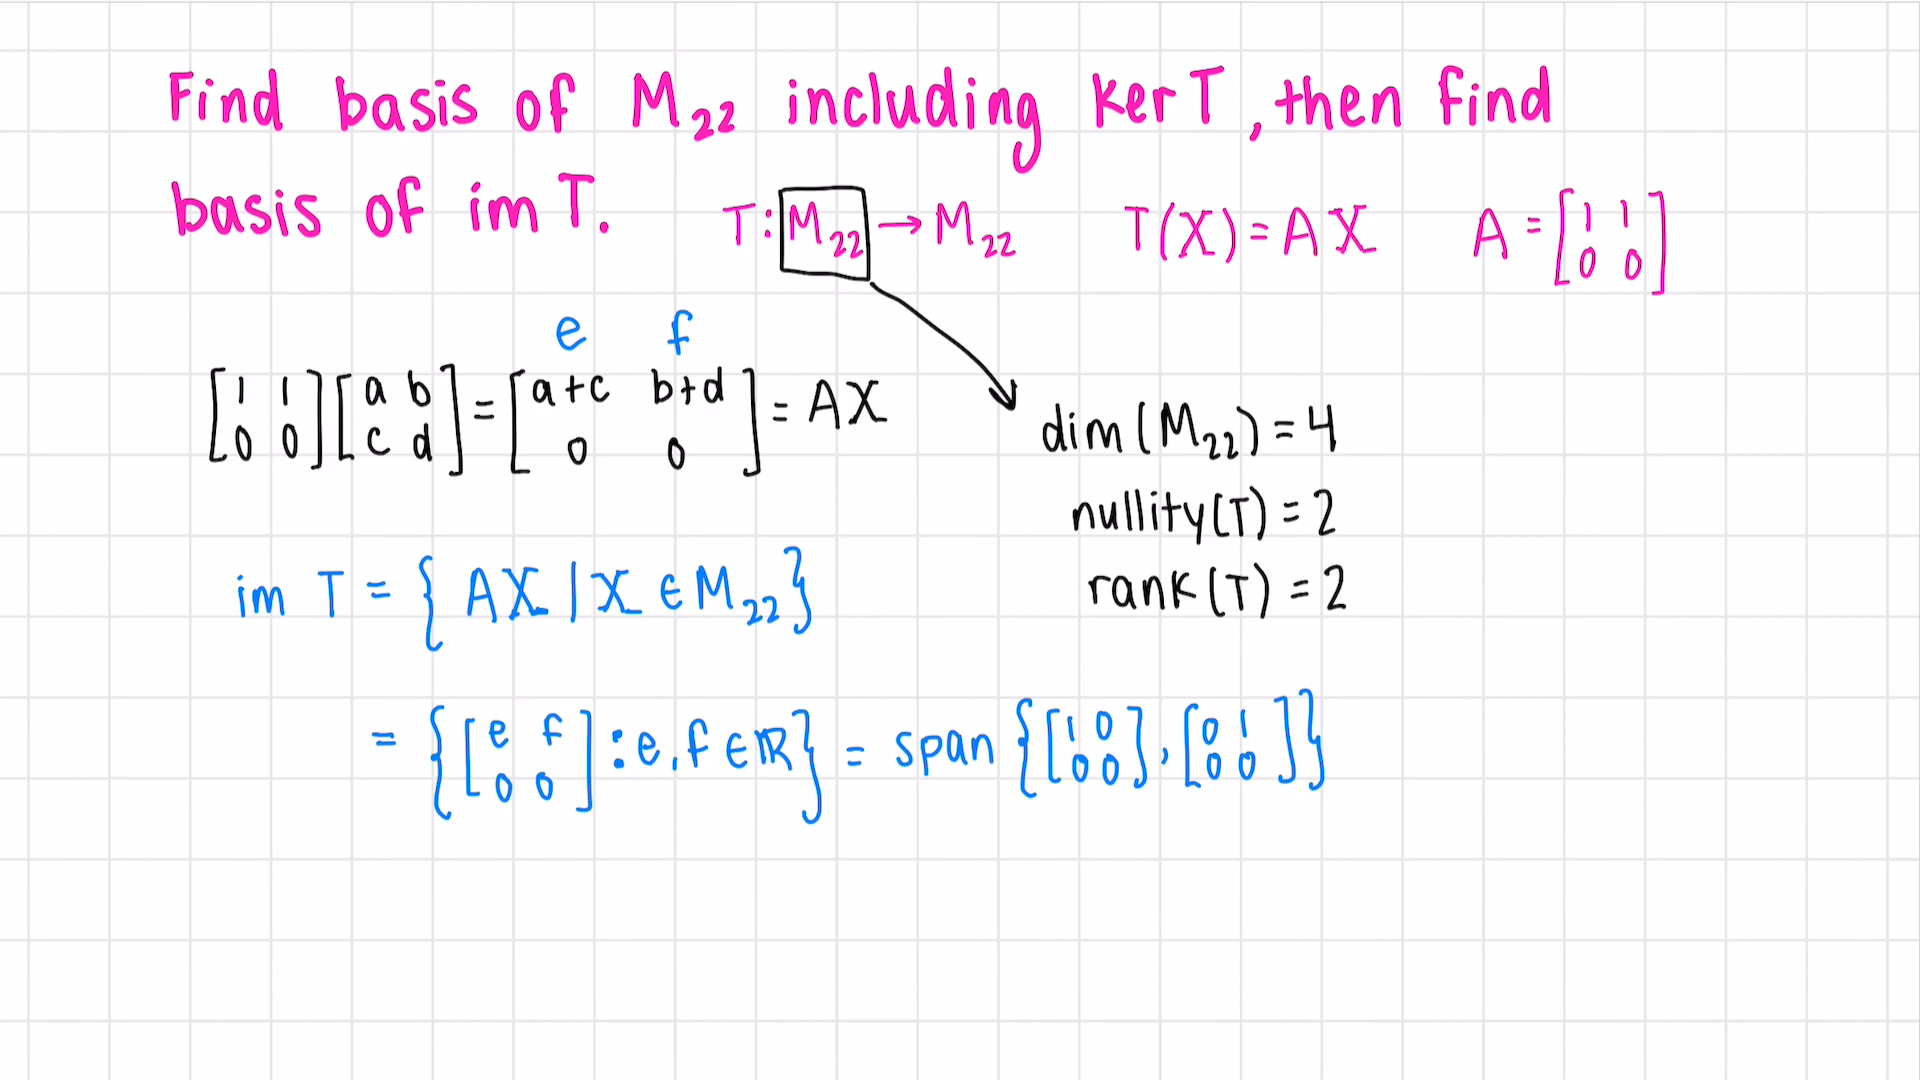 Find basis of M₂₂ including ker T, then find
basis of im T. T: M₂₂ → M₂₂ T(X) = AX A = [1 1; 0 0]
e f
[1 1; 0 0][a b; c d] = [a+c b+d; 0 0] = AX
dim(M₂₂) = 4
nullity(T) = 2
rank(T) = 2
im T = {AX | X ∈ M₂₂}
= {[e f; 0 0] : e, f ∈ ℝ} = span {[1 0; 0 0], [0 1; 0 0]}